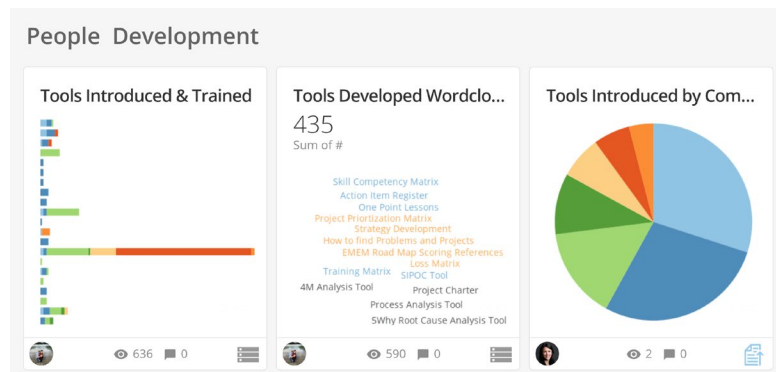 People Development
Tools Introduced & Trained
636 0
Tools Developed Wordclo...
435
Sum of #
Skill Competency Matrix
Action Item Register
One Point Lessons
Project Priortization Matrix
Strategy Development
How to find Problems and Projects
EMEM Road Map Scoring References
Loss Matrix
Training Matrix SIPOC Tool
4M Analysis Tool Project Charter
Process Analysis Tool
5Why Root Cause Analysis Tool
590 0
Tools Introduced by Com...
2 0